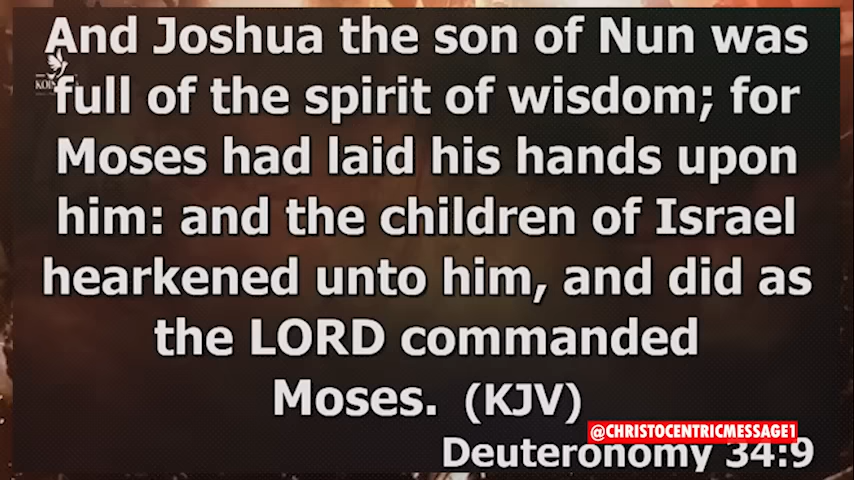 And Joshua the son of Nun was
full of the spirit of wisdom; for
Moses had laid his hands upon
him: and the children of Israel
hearkened unto him, and did as
the LORD commanded
Moses. (KJV)
@CHRISTOCENTRICMESSAGE1
Deuteronomy 34:9